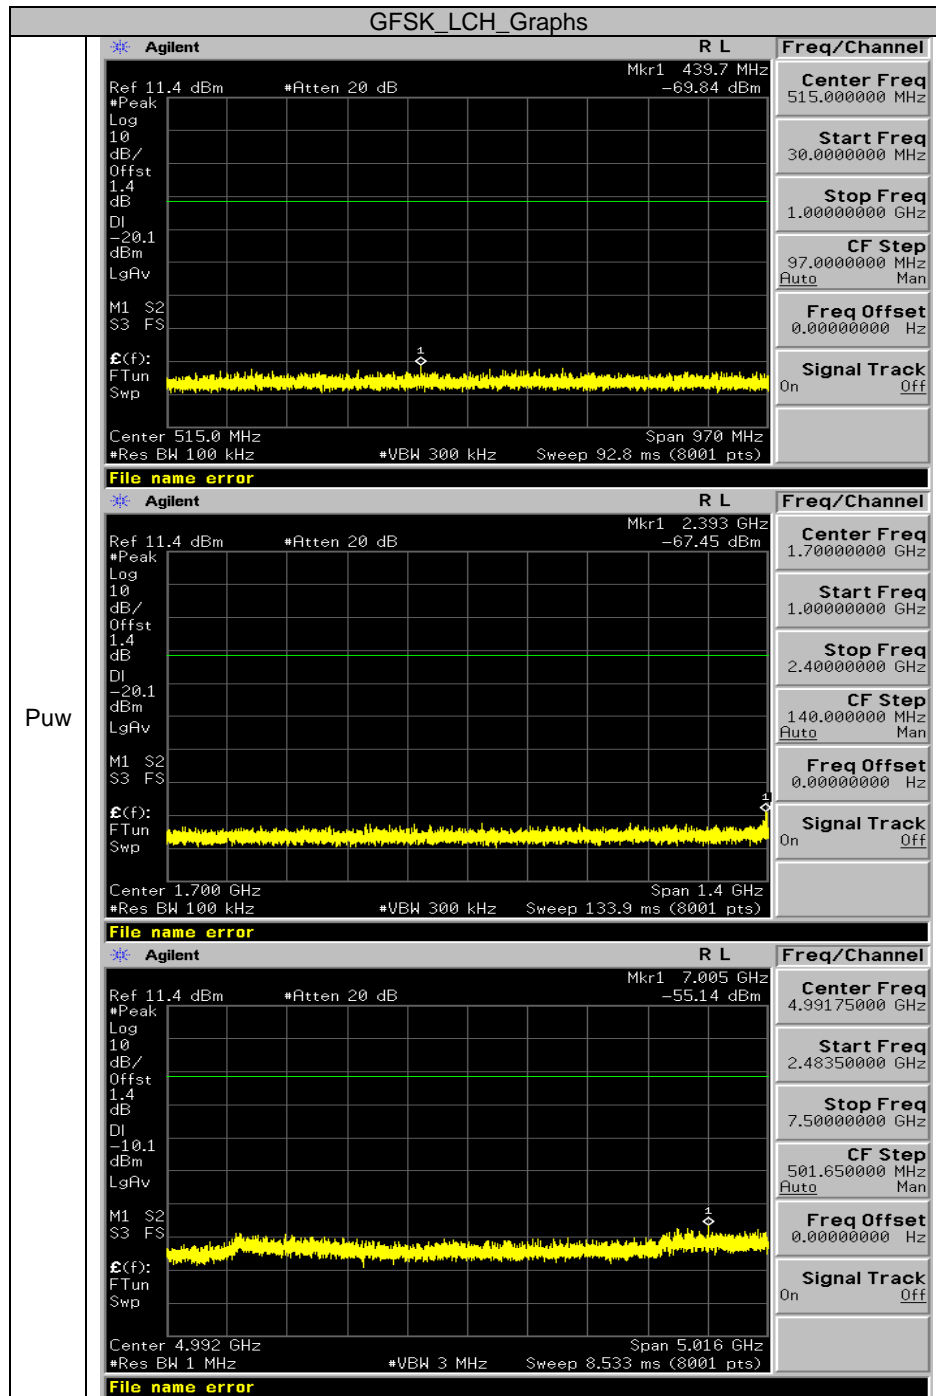 GFSK_LCH_Graphs
Puw
Agilent R L Freq/Channel
Mkr1 439.7 MHz
Ref 11.4 dBm #Atten 20 dB -69.84 dBm
#Peak
Log
10
dB/
Offst
1.4
dB
DI
-20.1
dBm
LgAv
M1 S2
S3 FS
£(f):
FTun
Swp
1
Center 515.0 MHz Span 970 MHz
#Res BW 100 kHz #VBW 300 kHz Sweep 92.8 ms (8001 pts)
Center Freq
515.000000 MHz
Start Freq
30.0000000 MHz
Stop Freq
1.00000000 GHz
CF Step
97.0000000 MHz
Auto Man
Freq Offset
0.00000000 Hz
Signal Track
On Off
File name error
Agilent R L Freq/Channel
Mkr1 2.393 GHz
Ref 11.4 dBm #Atten 20 dB -67.45 dBm
#Peak
Log
10
dB/
Offst
1.4
dB
DI
-20.1
dBm
LgAv
M1 S2
S3 FS
£(f):
FTun
Swp
1
Center 1.700 GHz Span 1.4 GHz
#Res BW 100 kHz #VBW 300 kHz Sweep 133.9 ms (8001 pts)
Center Freq
1.70000000 GHz
Start Freq
1.00000000 GHz
Stop Freq
2.40000000 GHz
CF Step
140.000000 MHz
Auto Man
Freq Offset
0.00000000 Hz
Signal Track
On Off
File name error
Agilent R L Freq/Channel
Mkr1 7.005 GHz
Ref 11.4 dBm #Atten 20 dB -55.14 dBm
#Peak
Log
10
dB/
Offst
1.4
dB
DI
-10.1
dBm
LgAv
M1 S2
S3 FS
£(f):
FTun
Swp
1
Center 4.992 GHz Span 5.016 GHz
#Res BW 1 MHz #VBW 3 MHz Sweep 8.533 ms (8001 pts)
Center Freq
4.99175000 GHz
Start Freq
2.48350000 GHz
Stop Freq
7.50000000 GHz
CF Step
501.650000 MHz
Auto Man
Freq Offset
0.00000000 Hz
Signal Track
On Off
File name error